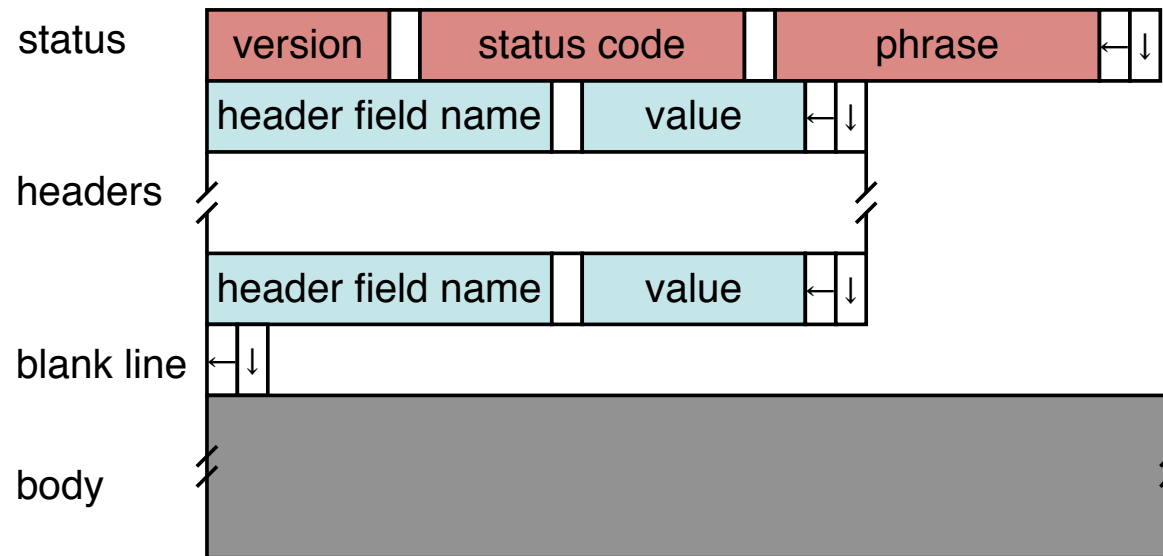 status version status code phrase ← ↓
header field name value ← ↓
headers
header field name value ← ↓
blank line ← ↓
body